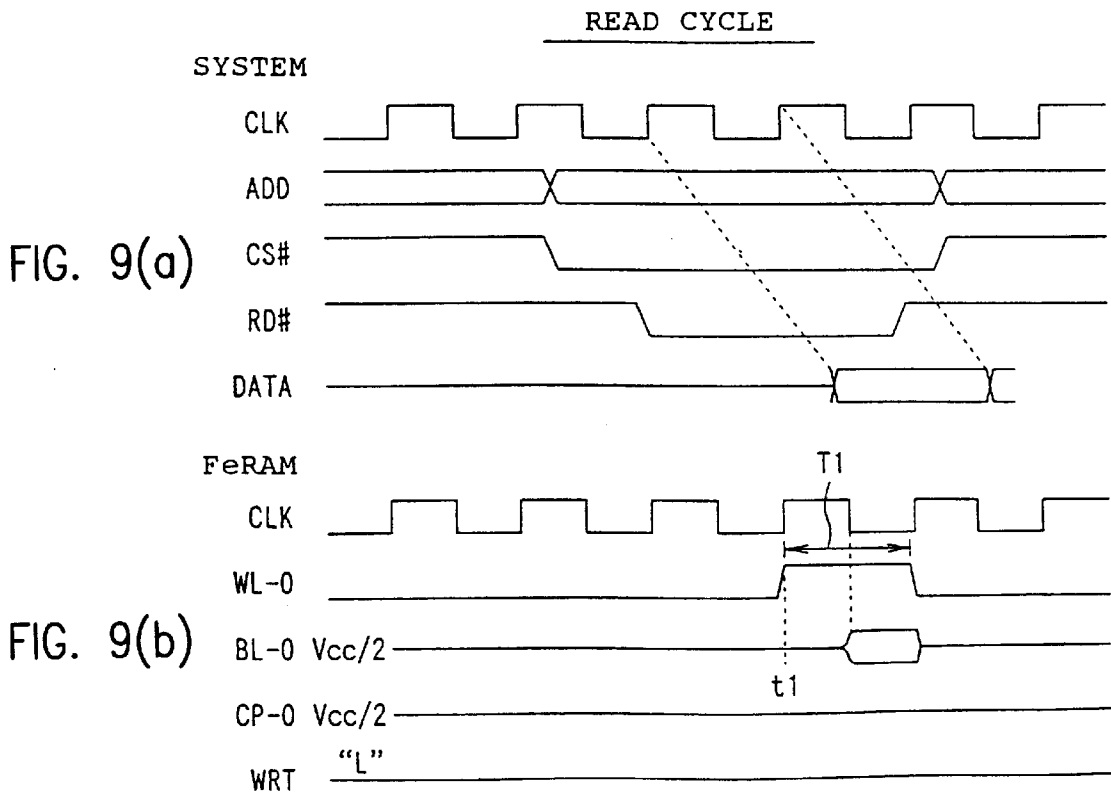 READ CYCLE
SYSTEM
CLK
ADD
FIG. 9(a)
CS#
RD#
DATA
FeRAM
T1
CLK
WL-0
FIG. 9(b)
BL-0 Vcc/2
t1
CP-0 Vcc/2
WRT "L"